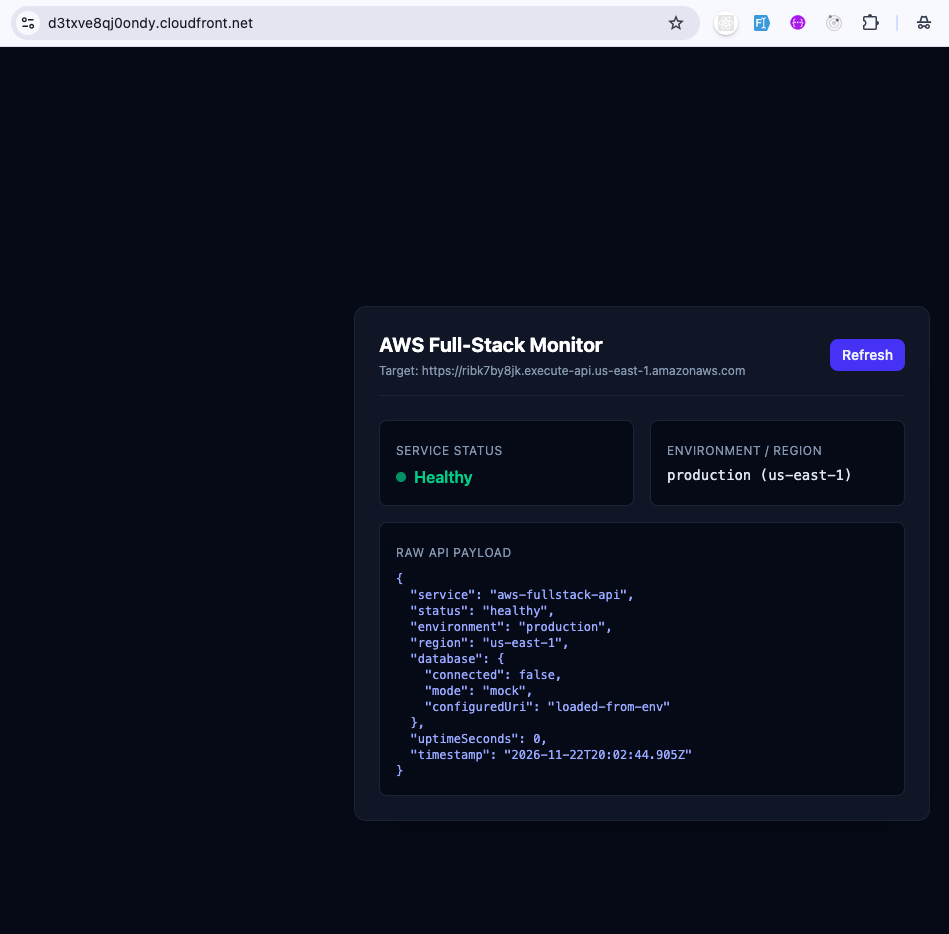 d3txve8qj0ondy.cloudfront.net
AWS Full-Stack Monitor
Target: https://ribk7by8jk.execute-api.us-east-1.amazonaws.com
Refresh
SERVICE STATUS
Healthy
ENVIRONMENT / REGION
production (us-east-1)
RAW API PAYLOAD
{
  "service": "aws-fullstack-api",
  "status": "healthy",
  "environment": "production",
  "region": "us-east-1",
  "database": {
    "connected": false,
    "mode": "mock",
    "configuredUri": "loaded-from-env"
  },
  "uptimeSeconds": 0,
  "timestamp": "2026-11-22T20:02:44.905Z"
}